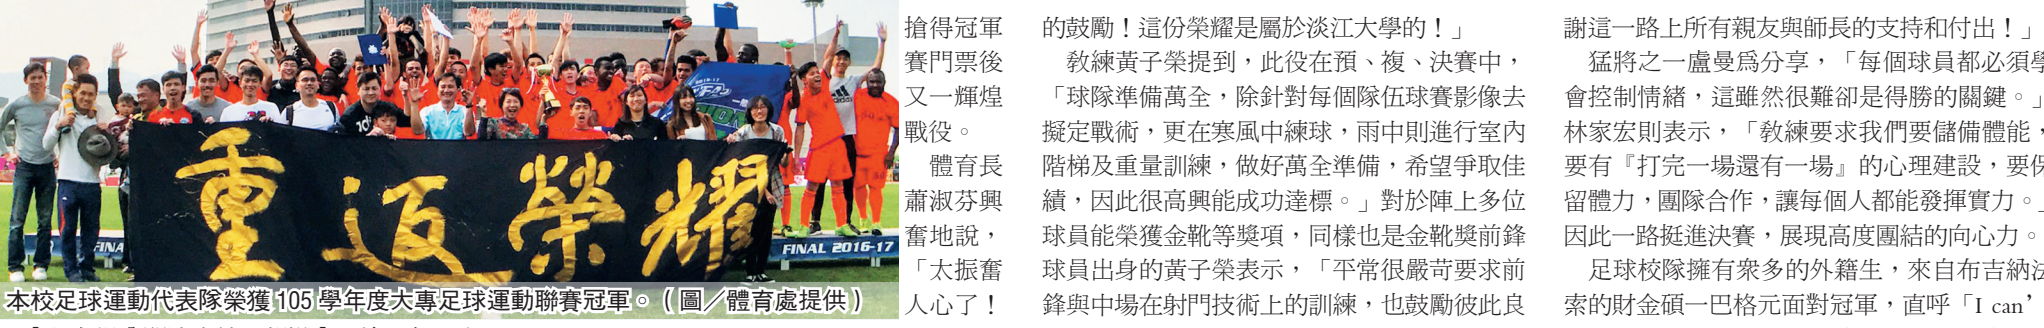 重返榮耀
FINA
FINAL 2016-17
本校足球運動代表隊榮獲 105 學年度大專足球運動聯賽冠軍。（圖／體育處提供）
搶得冠軍
賽門票後
又一輝煌
戰役。
體育長
蕭淑芬興
奮地說，
「太振奮
人心了！
的鼓勵！這份榮耀是屬於淡江大學的！」
教練黃子榮提到，此役在預、複、決賽中，
「球隊準備萬全，除針對每個隊伍球賽影像去
擬定戰術，更在寒風中練球，雨中則進行室內
階梯及重量訓練，做好萬全準備，希望爭取佳
績，因此很高興能成功達標。」對於陣上多位
球員能榮獲金靴等獎項，同樣也是金靴獎前鋒
球員出身的黃子榮表示，「平常很嚴苛要求前
鋒與中場在射門技術上的訓練，也鼓勵彼此良
謝這一路上所有親友與師長的支持和付出！」
猛將之一盧曼為分享，「每個球員都必須學
會控制情緒，這雖然很難卻是得勝的關鍵。」
林家宏則表示，「教練要求我們要儲備體能，
要有『打完一場還有一場』的心理建設，要保
留體力，團隊合作，讓每個人都能發揮實力。」
因此一路挺進決賽，展現高度團結的向心力。
足球校隊擁有眾多的外籍生，來自布吉納法
索的財金碩一巴格元面對冠軍，直呼「I can’